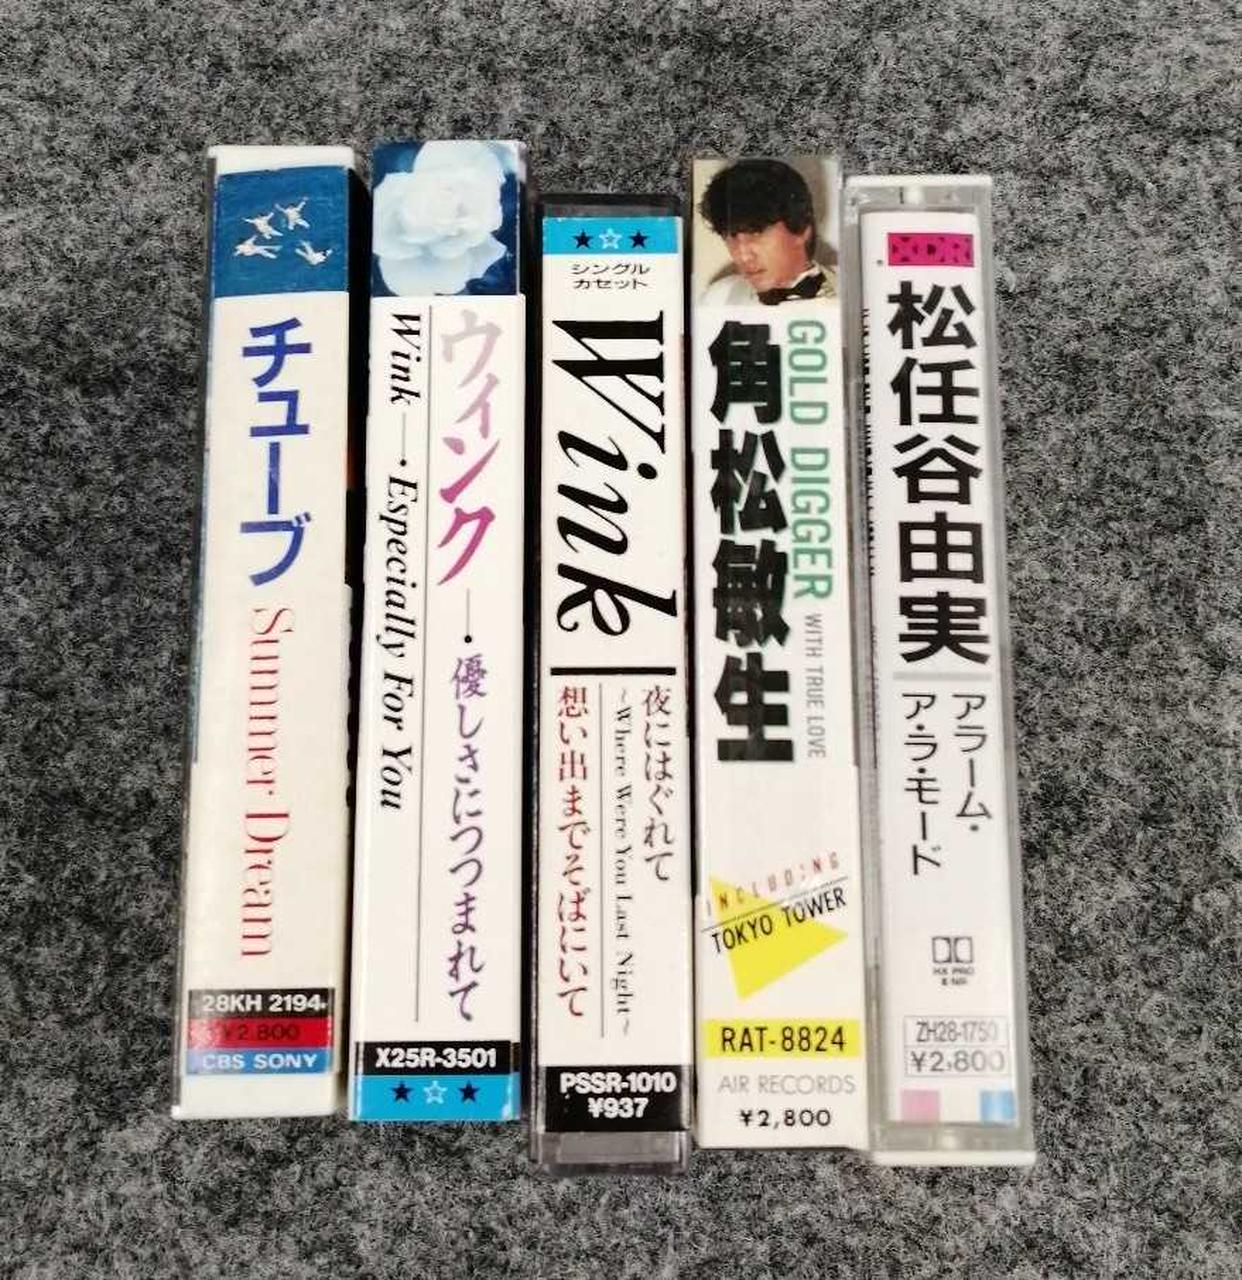 チューブ
Summer Dream
28KH 2194
¥2.800
CBS SONY
ウィンク
優しさにつつまれて
Wink
Especially For You
X25R-3501
シングル
カセット
Wink
夜にはぐれて
~Where Were You Last Night~
想い出までそばにいて
PSSR-1010
¥937
GOLD DIGGER
WITH TRUE LOVE
角松敏生
INCLUDING
TOKYO TOWER
RAT-8824
AIR RECORDS
¥2,800
XDR
松任谷由実
アラーム・
ア・ラ・モード
HX PRO
B NR
ZH28-1750
¥2,800